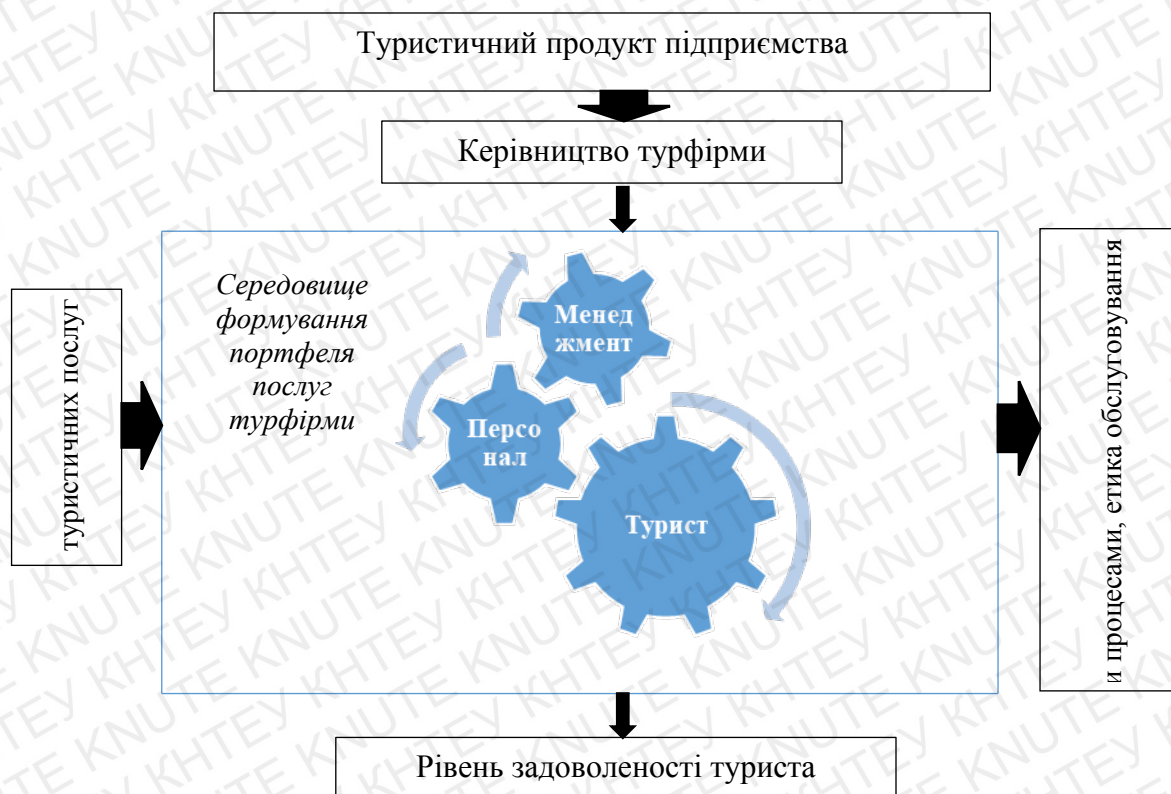 Туристичний продукт підприємства
Керівництво турфірми
Середовище
формування
портфеля
послуг
турфірми
Менед
жмент
Персо
нал
Турист
туристичних послуг
и процесами, етика обслуговування
Рівень задоволеності туриста